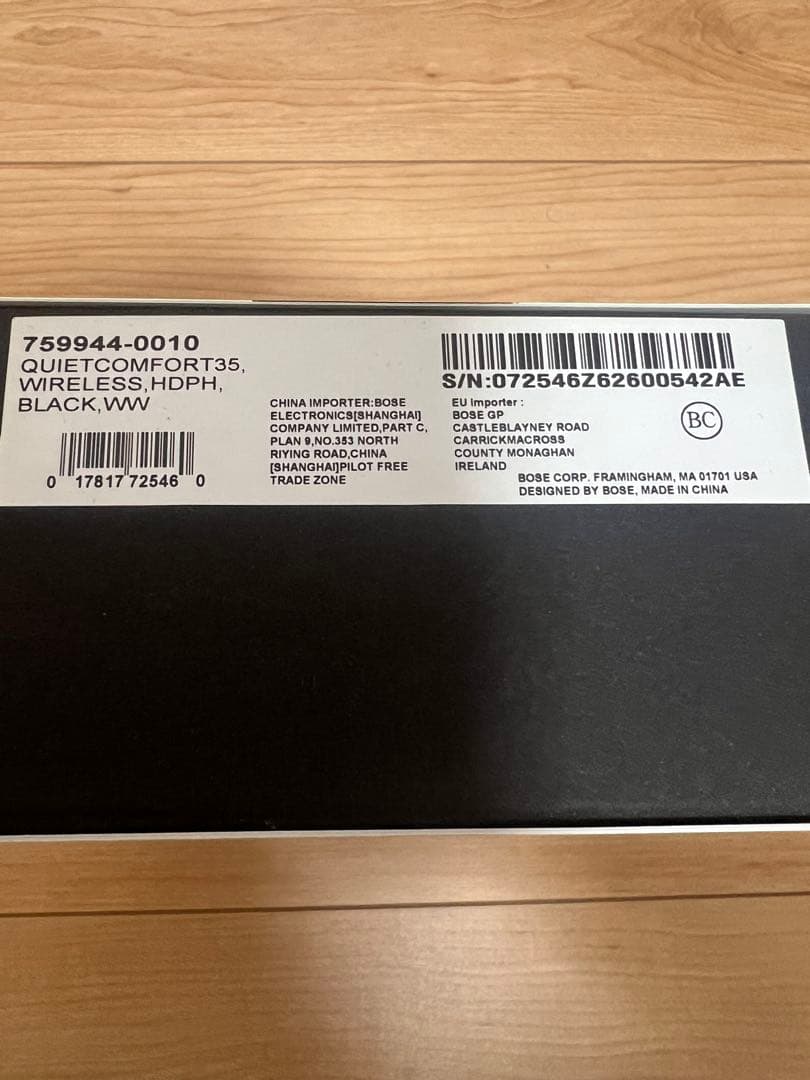 759944-0010
QUIETCOMFORT35,
WIRELESS,HDPH,
BLACK,WW
0 17817 72546 0
CHINA IMPORTER:BOSE
ELECTRONICS[SHANGHAI]
COMPANY LIMITED,PART C,
PLAN 9,NO.353 NORTH
RIYING ROAD,CHINA
[SHANGHAI]PILOT FREE
TRADE ZONE
S/N:072546Z62600542AE
EU Importer :
BOSE GP
CASTLEBLAYNEY ROAD
CARRICKMACROSS
COUNTY MONAGHAN
IRELAND
BC
BOSE CORP. FRAMINGHAM, MA 01701 USA
DESIGNED BY BOSE, MADE IN CHINA